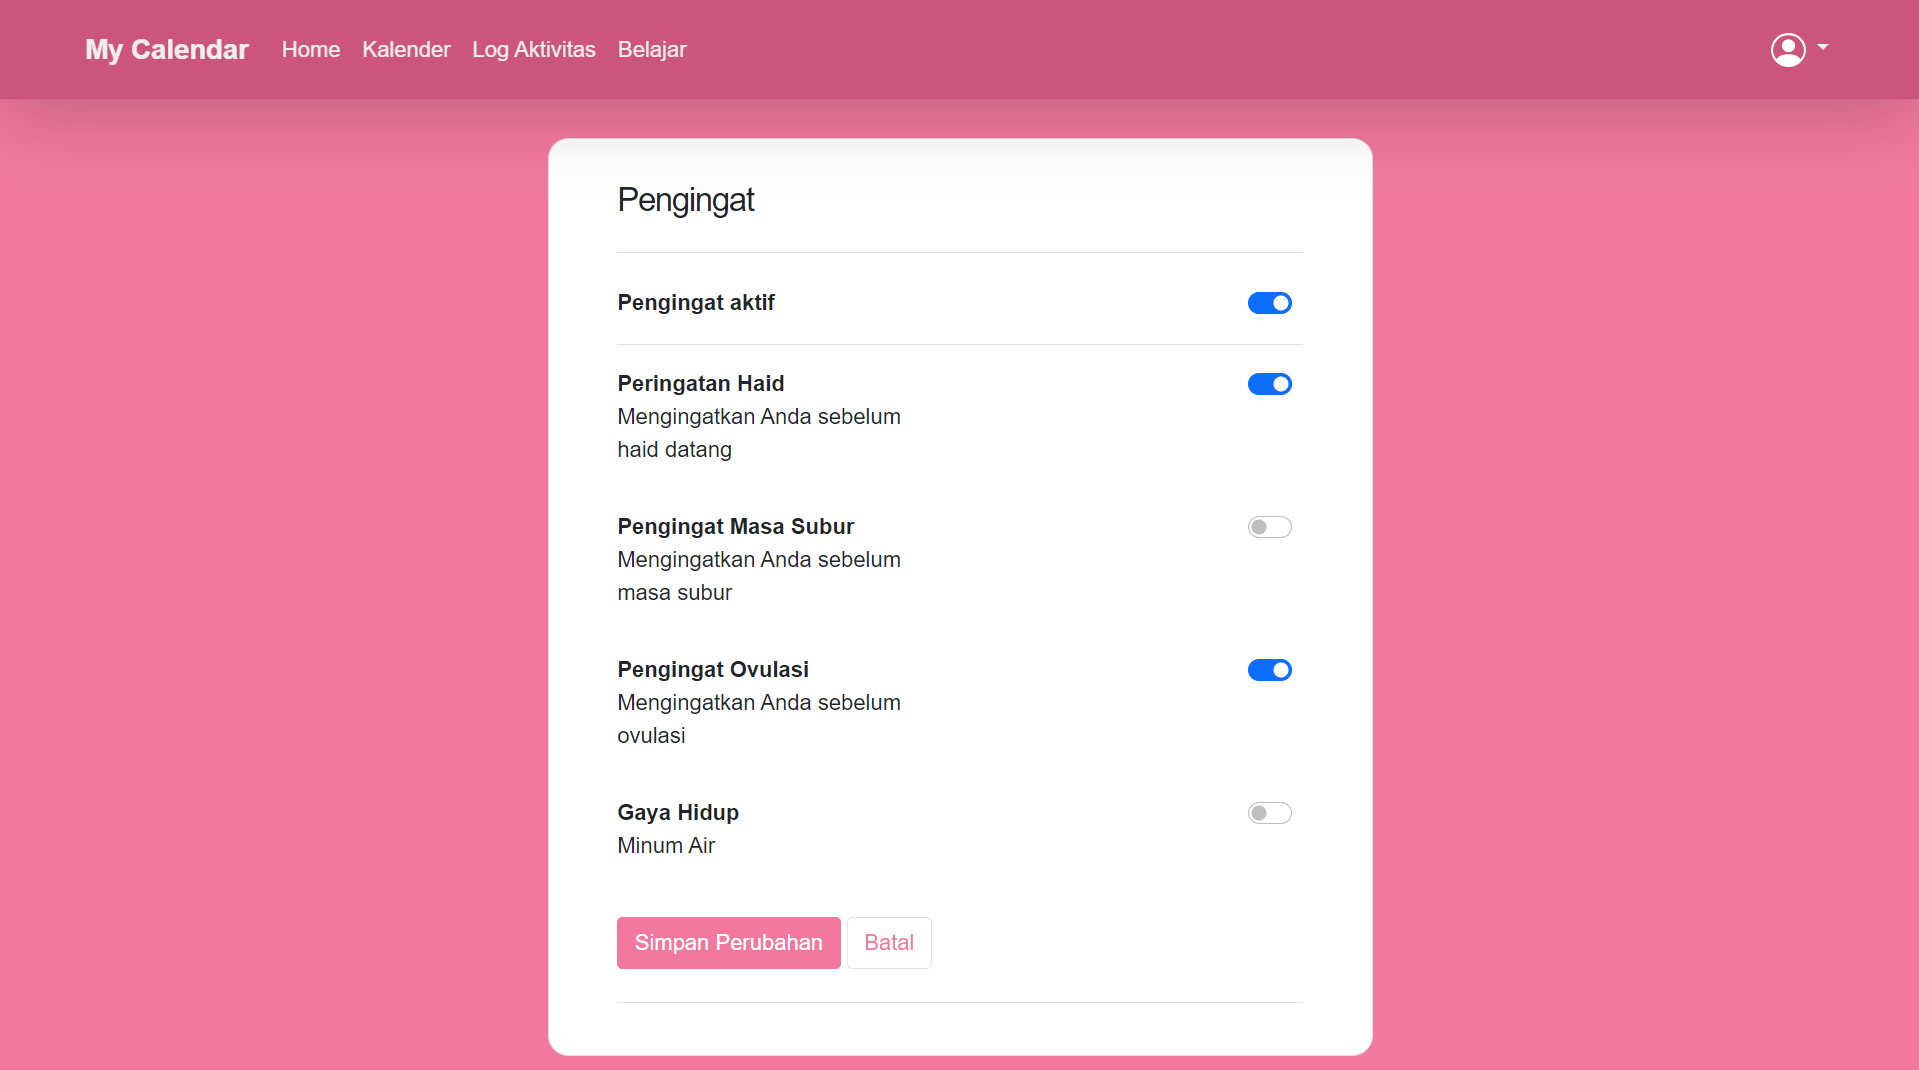 My Calendar Home Kalender Log Aktivitas Belajar
Pengingat
Pengingat aktif
Peringatan Haid
Mengingatkan Anda sebelum
haid datang
Pengingat Masa Subur
Mengingatkan Anda sebelum
masa subur
Pengingat Ovulasi
Mengingatkan Anda sebelum
ovulasi
Gaya Hidup
Minum Air
Simpan Perubahan Batal